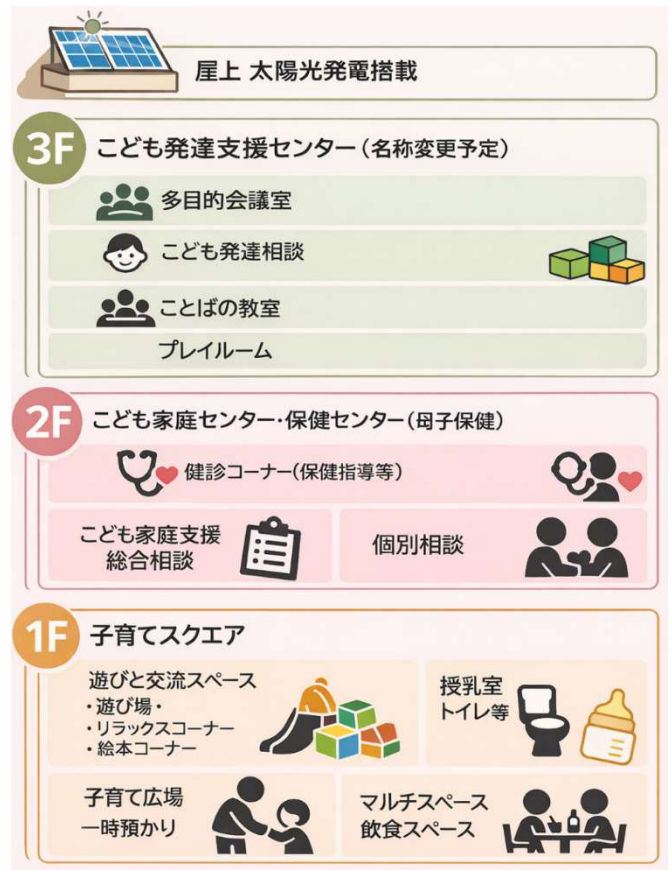 屋上 太陽光発電搭載
3F こども発達支援センター(名称変更予定)
多目的会議室
こども発達相談
ことばの教室
プレイルーム
2F こども家庭センター・保健センター(母子保健)
健診コーナー(保健指導等)
こども家庭支援
総合相談
個別相談
1F 子育てスクエア
遊びと交流スペース
・遊び場・
・リラックスコーナー
・絵本コーナー
授乳室
トイレ等
子育て広場
一時預かり
マルチスペース
飲食スペース